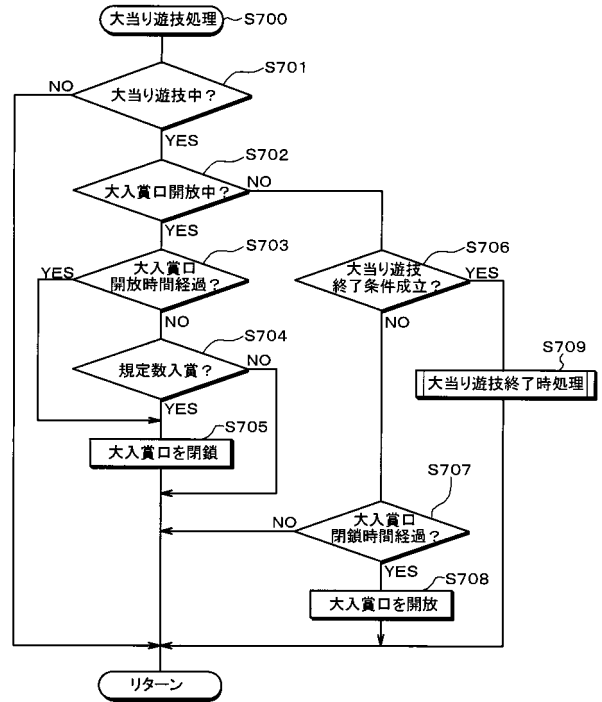 大当り遊技処理
S700
S701
NO
大当り遊技中？
YES
S702
大入賞口開放中？
NO
YES
S703
YES
大入賞口
開放時間経過？
NO
S706
大当り遊技
終了条件成立？
YES
NO
S704
規定数入賞？
NO
YES
S709
大当り遊技終了時処理
S705
大入賞口を閉鎖
S707
NO
大入賞口
閉鎖時間経過？
YES
S708
大入賞口を開放
リターン